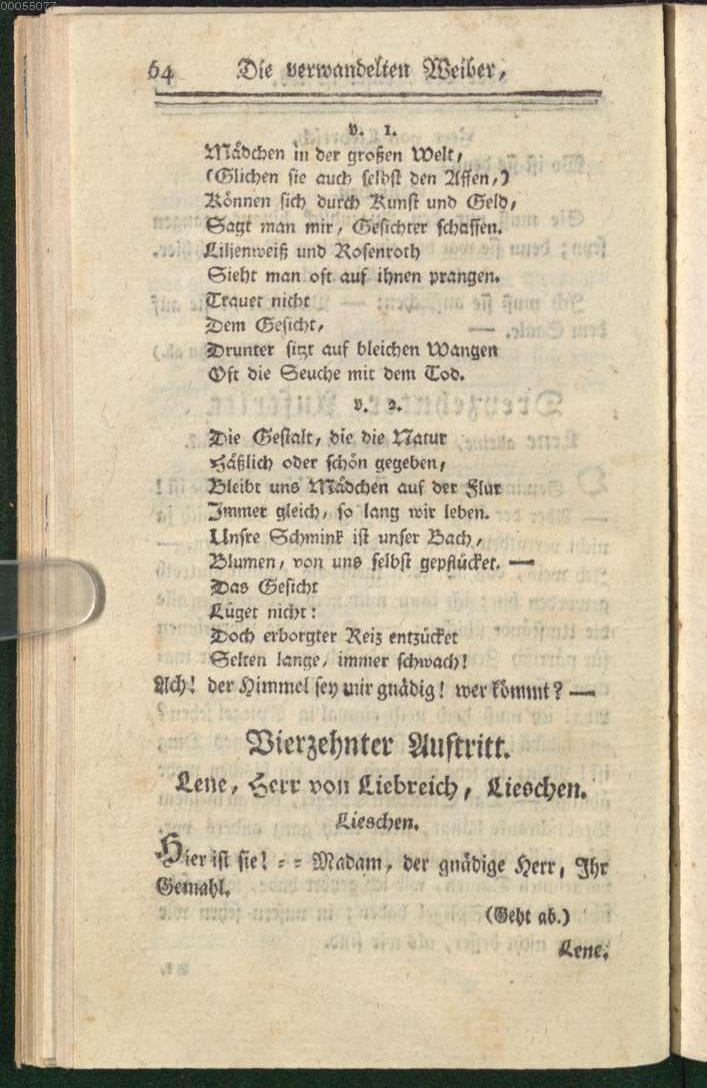 00055077
64 Die verwandelten Weiber,
v. 1.
Mädchen in der großen Welt,
(Glichen sie auch selbst den Affen,)
Können sich durch Kunst und Geld,
Sagt man mir, Gesichter schaffen.
Liljenweiß und Rosenroth
Sieht man oft auf ihnen prangen.
Trauet nicht
Dem Gesicht,
Drunter sitzt auf bleichen Wangen
Oft die Seuche mit dem Tod.
v. 2.
Die Gestalt, die die Natur
Häßlich oder schön gegeben,
Bleibt uns Mädchen auf der Flur
Immer gleich, so lang wir leben.
Unsre Schmink ist unser Bach,
Blumen, von uns selbst gepflücket. —
Das Gesicht
Lüget nicht:
Doch erborgter Reiz entzücket
Selten lange, immer schwach!
Ach! der Himmel sey mir gnädig! wer kömmt? —
Vierzehnter Auftritt.
Lene, Herr von Liebreich, Lieschen.
Lieschen.
Hier ist sie! = = Madam, der gnädige Herr, Ihr
Gemahl.
(Geht ab.)
Lene.